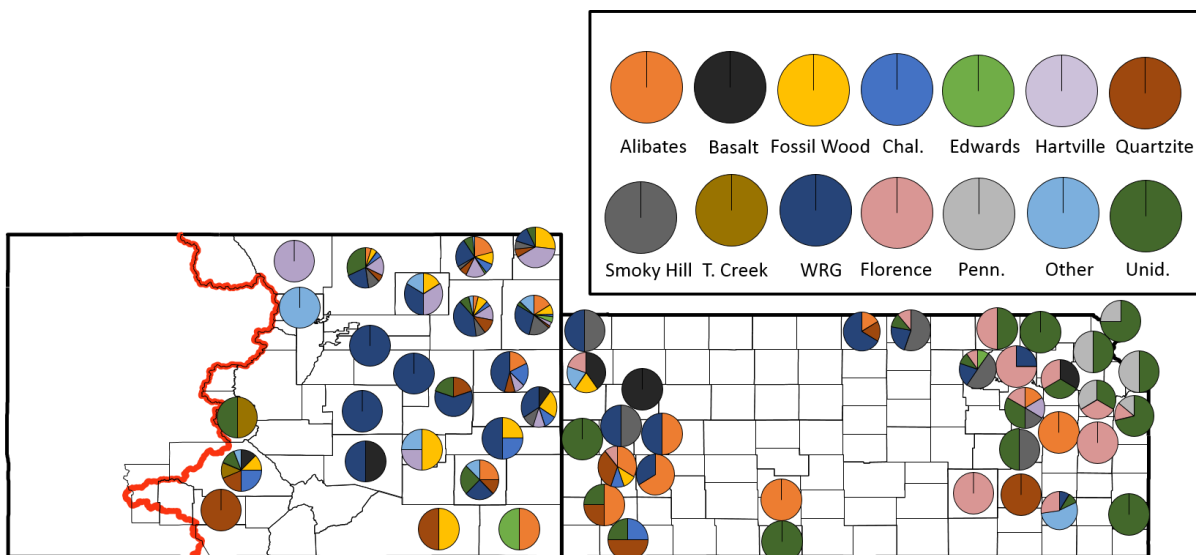 Alibates Basalt Fossil Wood Chal. Edwards Hartville Quartzite
Smoky Hill T. Creek WRG Florence Penn. Other Unid.